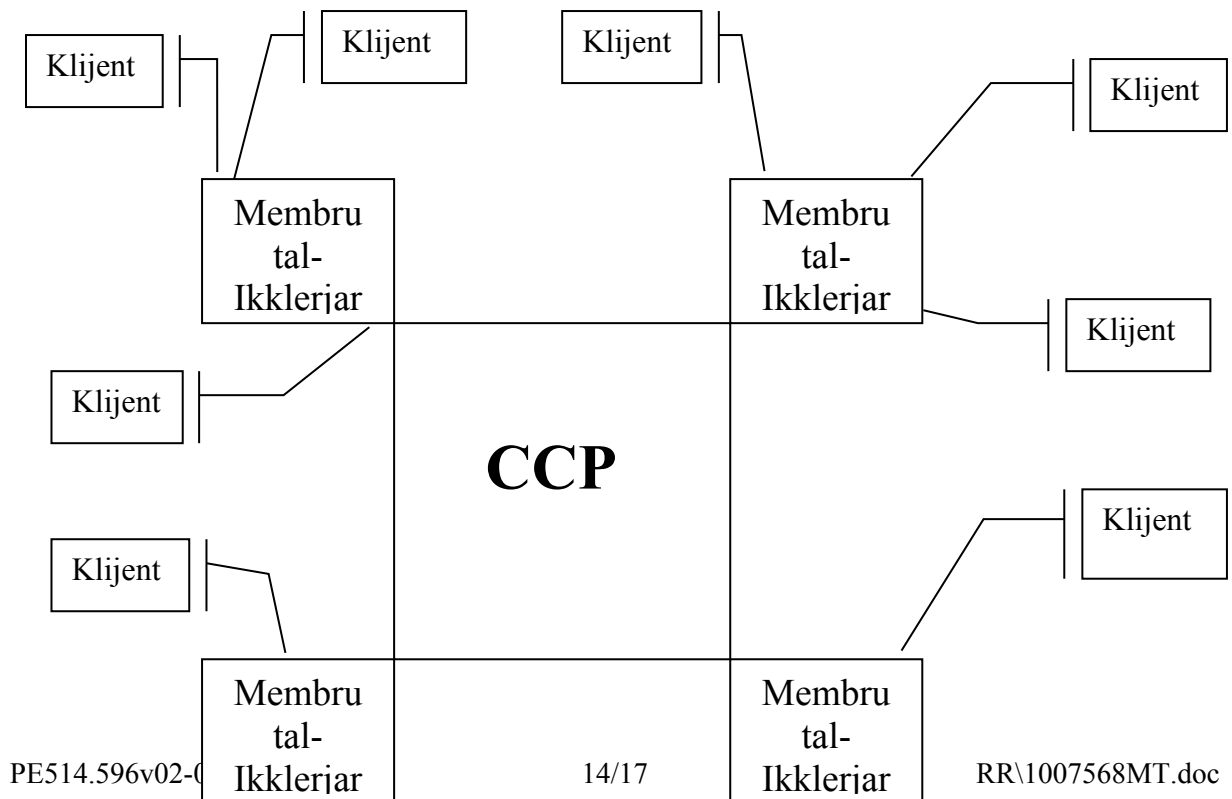 Klijent
Klijent
Klijent
Klijent
Membru
tal-
Ikklerjar
Membru
tal-
Ikklerjar
Klijent
Klijent
CCP
Klijent
Klijent
Membru
tal-
Ikklerjar
Membru
tal-
Ikklerjar
PE514.596v02-0 14/17 RR\1007568MT.doc